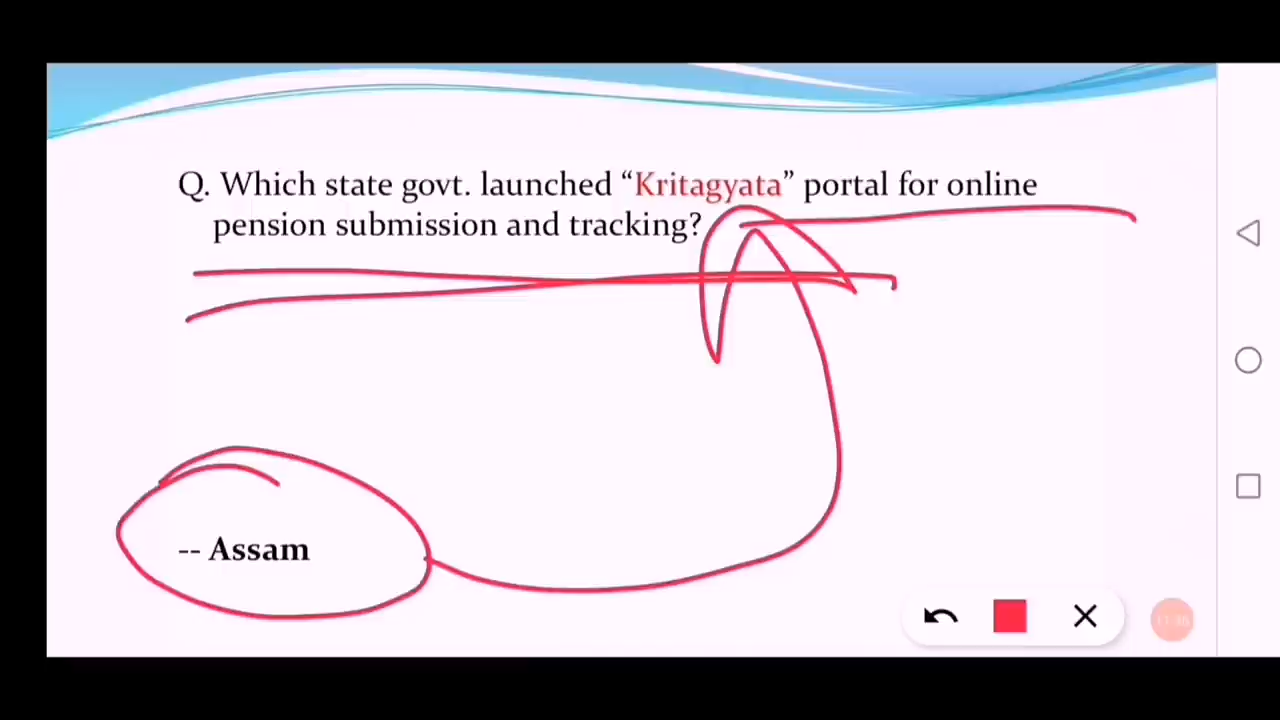 Q. Which state govt. launched “Kritagyata” portal for online
pension submission and tracking?
-- Assam